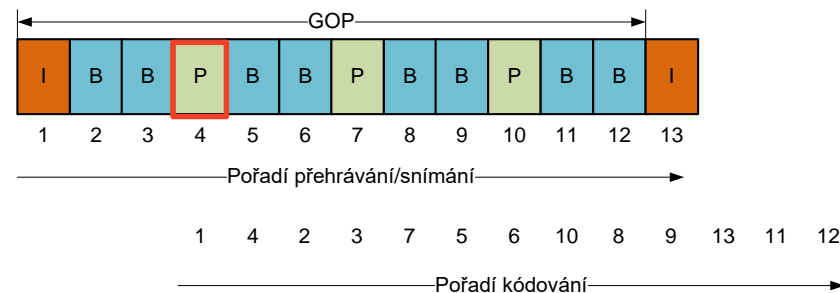 GOP
I B B P B B P B B P B B I
1 2 3 4 5 6 7 8 9 10 11 12 13
Pořadí přehrávání/snímání
1 4 2 3 7 5 6 10 8 9 13 11 12
Pořadí kódování